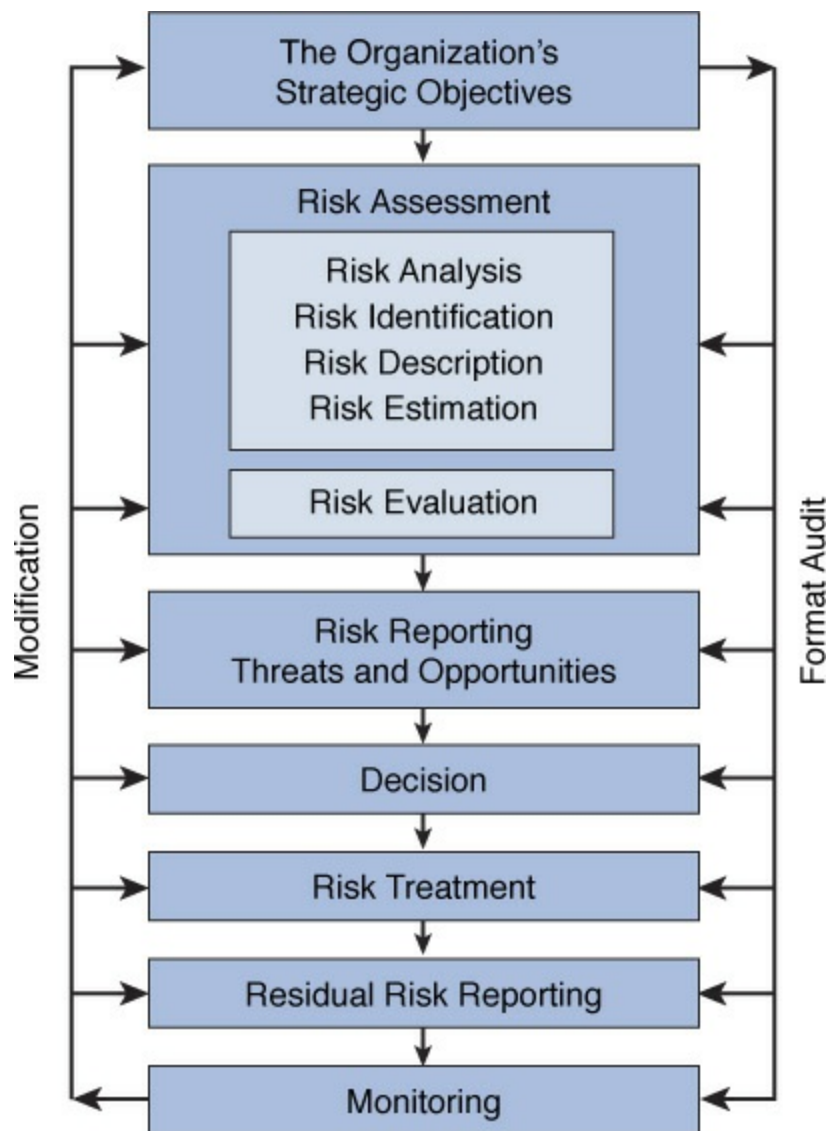 The Organization's
Strategic Objectives
Risk Assessment
Risk Analysis
Risk Identification
Risk Description
Risk Estimation
Risk Evaluation
Modification
Format Audit
Risk Reporting
Threats and Opportunities
Decision
Risk Treatment
Residual Risk Reporting
Monitoring